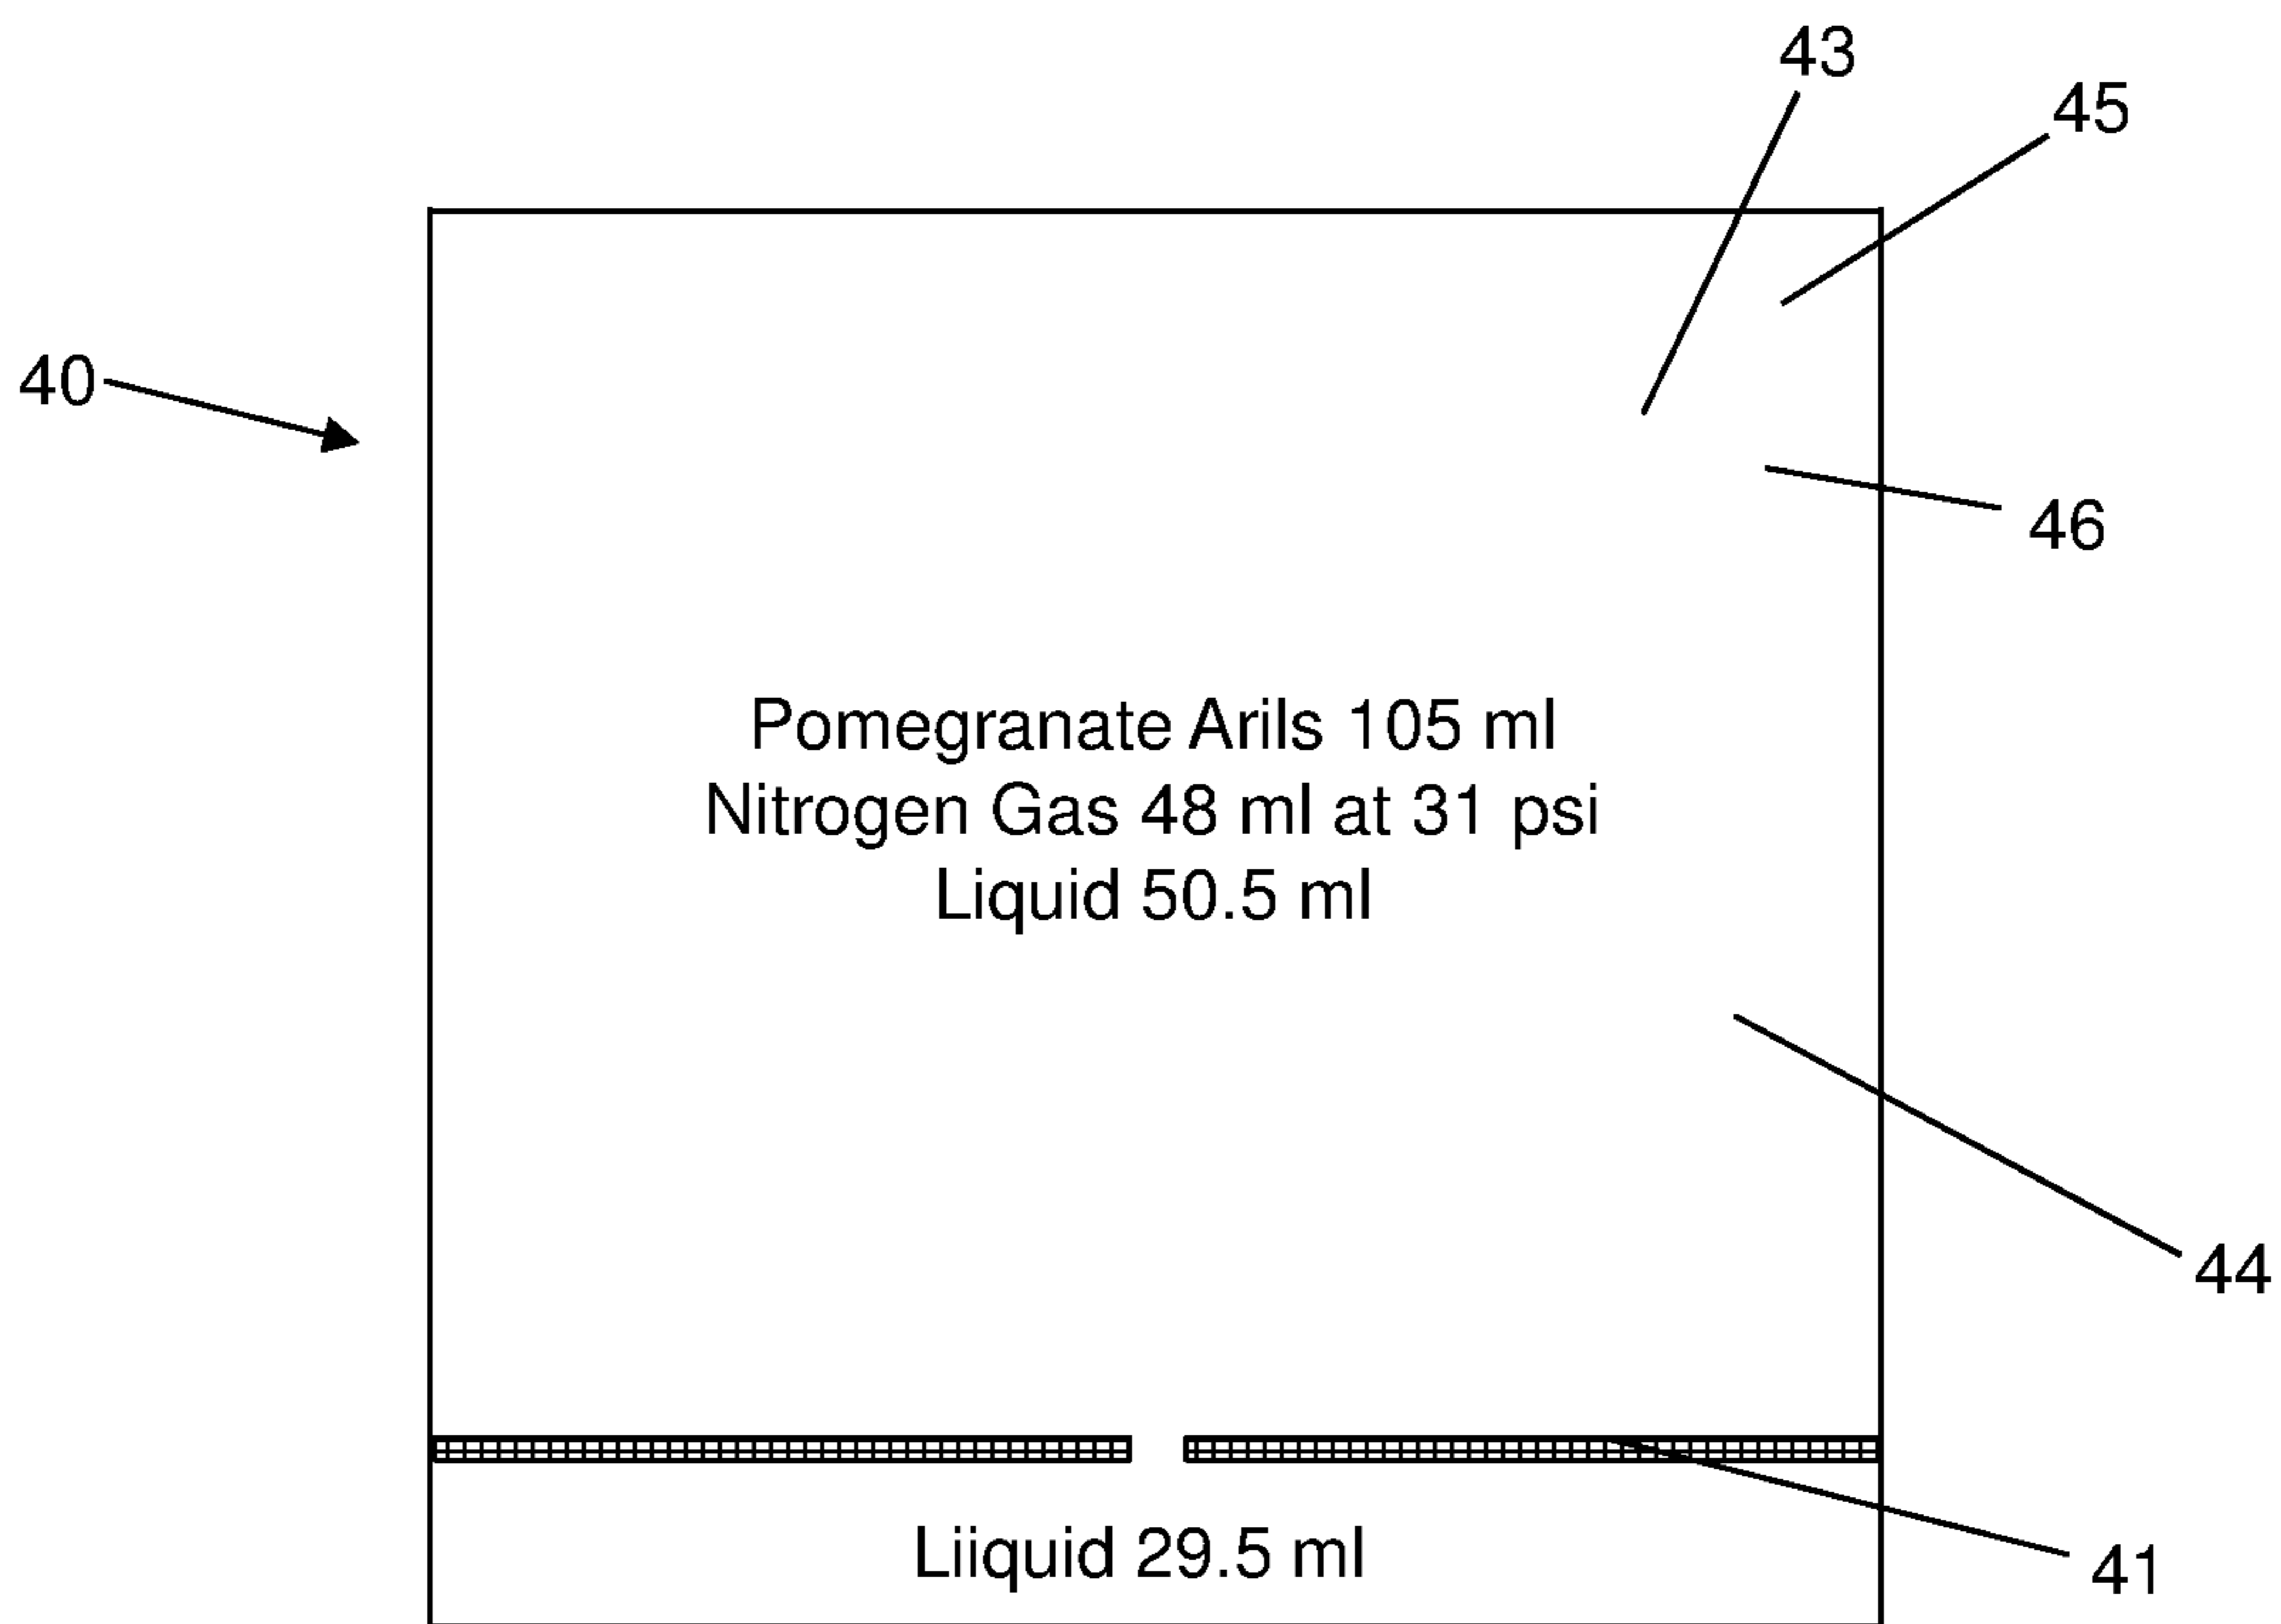 43
45
40
46
Pomegranate Arils 105 ml
Nitrogen Gas 48 ml at 31 psi
Liquid 50.5 ml
44
Liiquid 29.5 ml
41